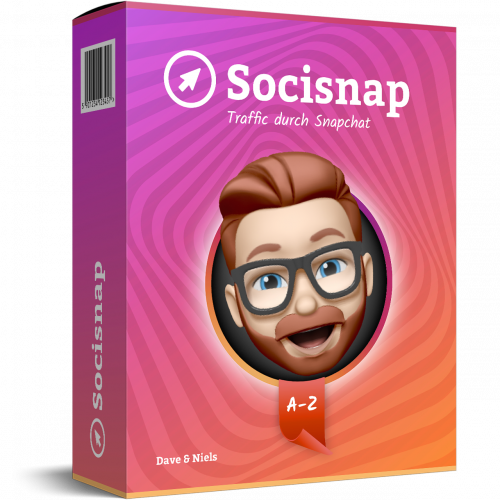 Socisnap
Traffic durch Snapchat
A-Z
Dave & Niels
Socisnap